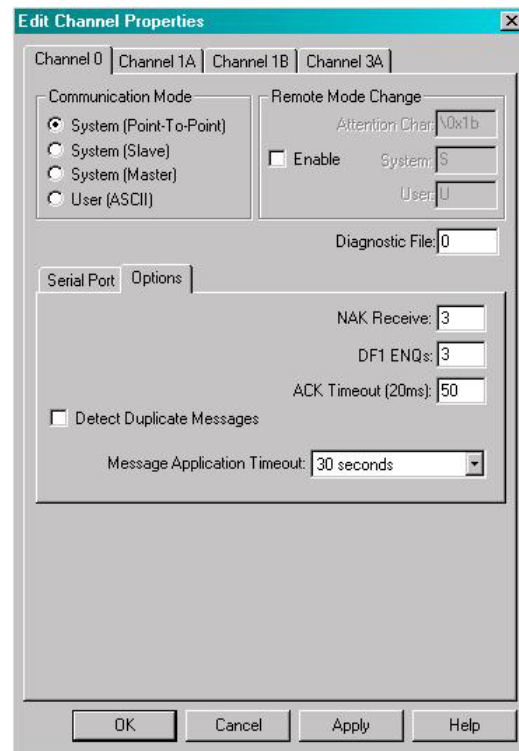 Edit Channel Properties
Channel 0 Channel 1A Channel 1B Channel 3A
Communication Mode
System (Point-To-Point)
System (Slave)
System (Master)
User (ASCII)
Remote Mode Change
Attention Char: \0x1b
Enable System: S
User: U
Diagnostic File: 0
Serial Port Options
NAK Receive: 3
DF1 ENQs: 3
ACK Timeout (20ms): 50
Detect Duplicate Messages
Message Application Timeout: 30 seconds
OK Cancel Apply Help